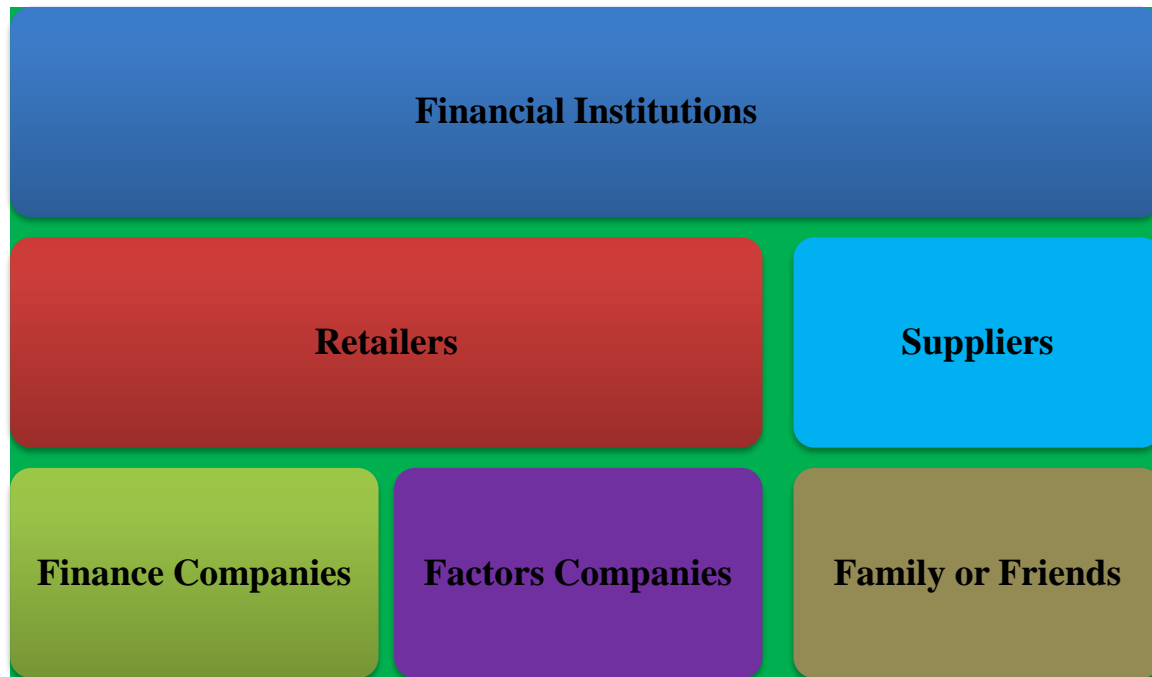 Financial Institutions
Retailers
Suppliers
Finance Companies
Factors Companies
Family or Friends